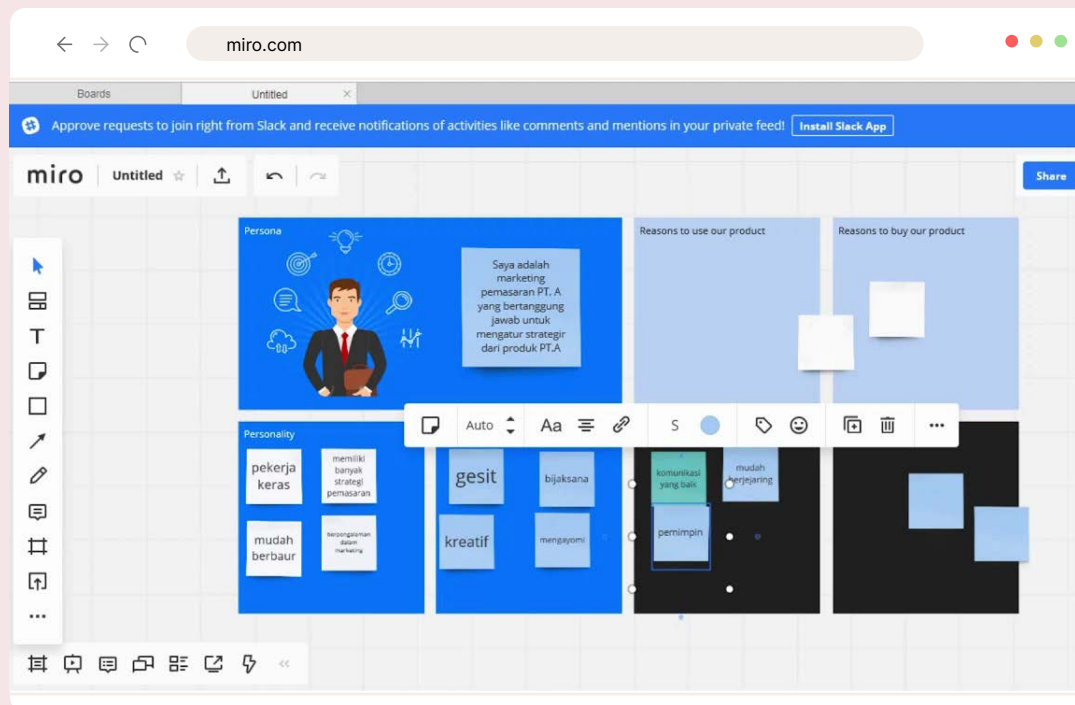 miro.com
Boards
Untitled
Approve requests to join right from Slack and receive notifications of activities like comments and mentions in your private feed!
Install Slack App
miro
Untitled
Share
Persona
Saya adalah
marketing
pemasaran PT. A
yang bertanggung
jawab untuk
mengatur strategir
dari produk PT.A
Reasons to use our product
Reasons to buy our product
Auto
Aa
S
Personality
pekerja
keras
memiliki
banyak
strategi
pemasaran
mudah
berbaur
berpengalaman
dalam
marketing
gesit
bijaksana
kreatif
mengayomi
komunikasi
yang baik
mudah
berjejaring
pemimpin